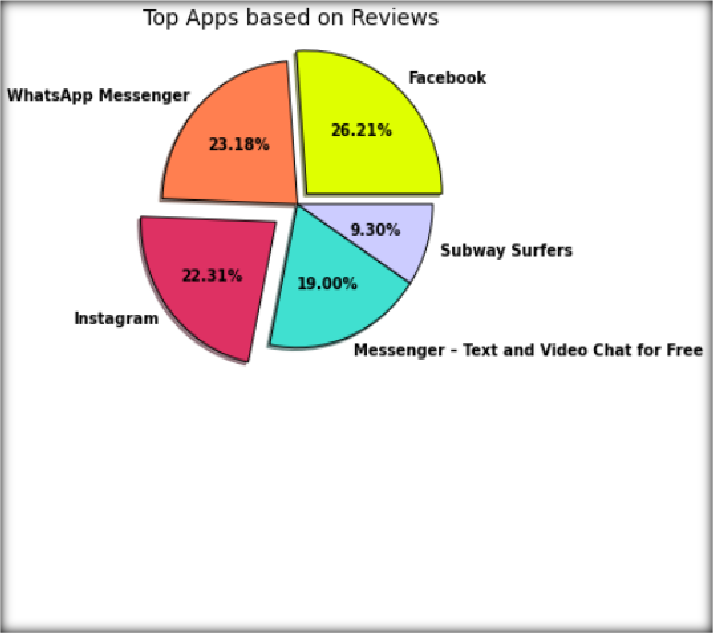 Top Apps based on Reviews
Facebook
WhatsApp Messenger
26.21%
23.18%
9.30%
Subway Surfers
22.31%
19.00%
Instagram
Messenger - Text and Video Chat for Free